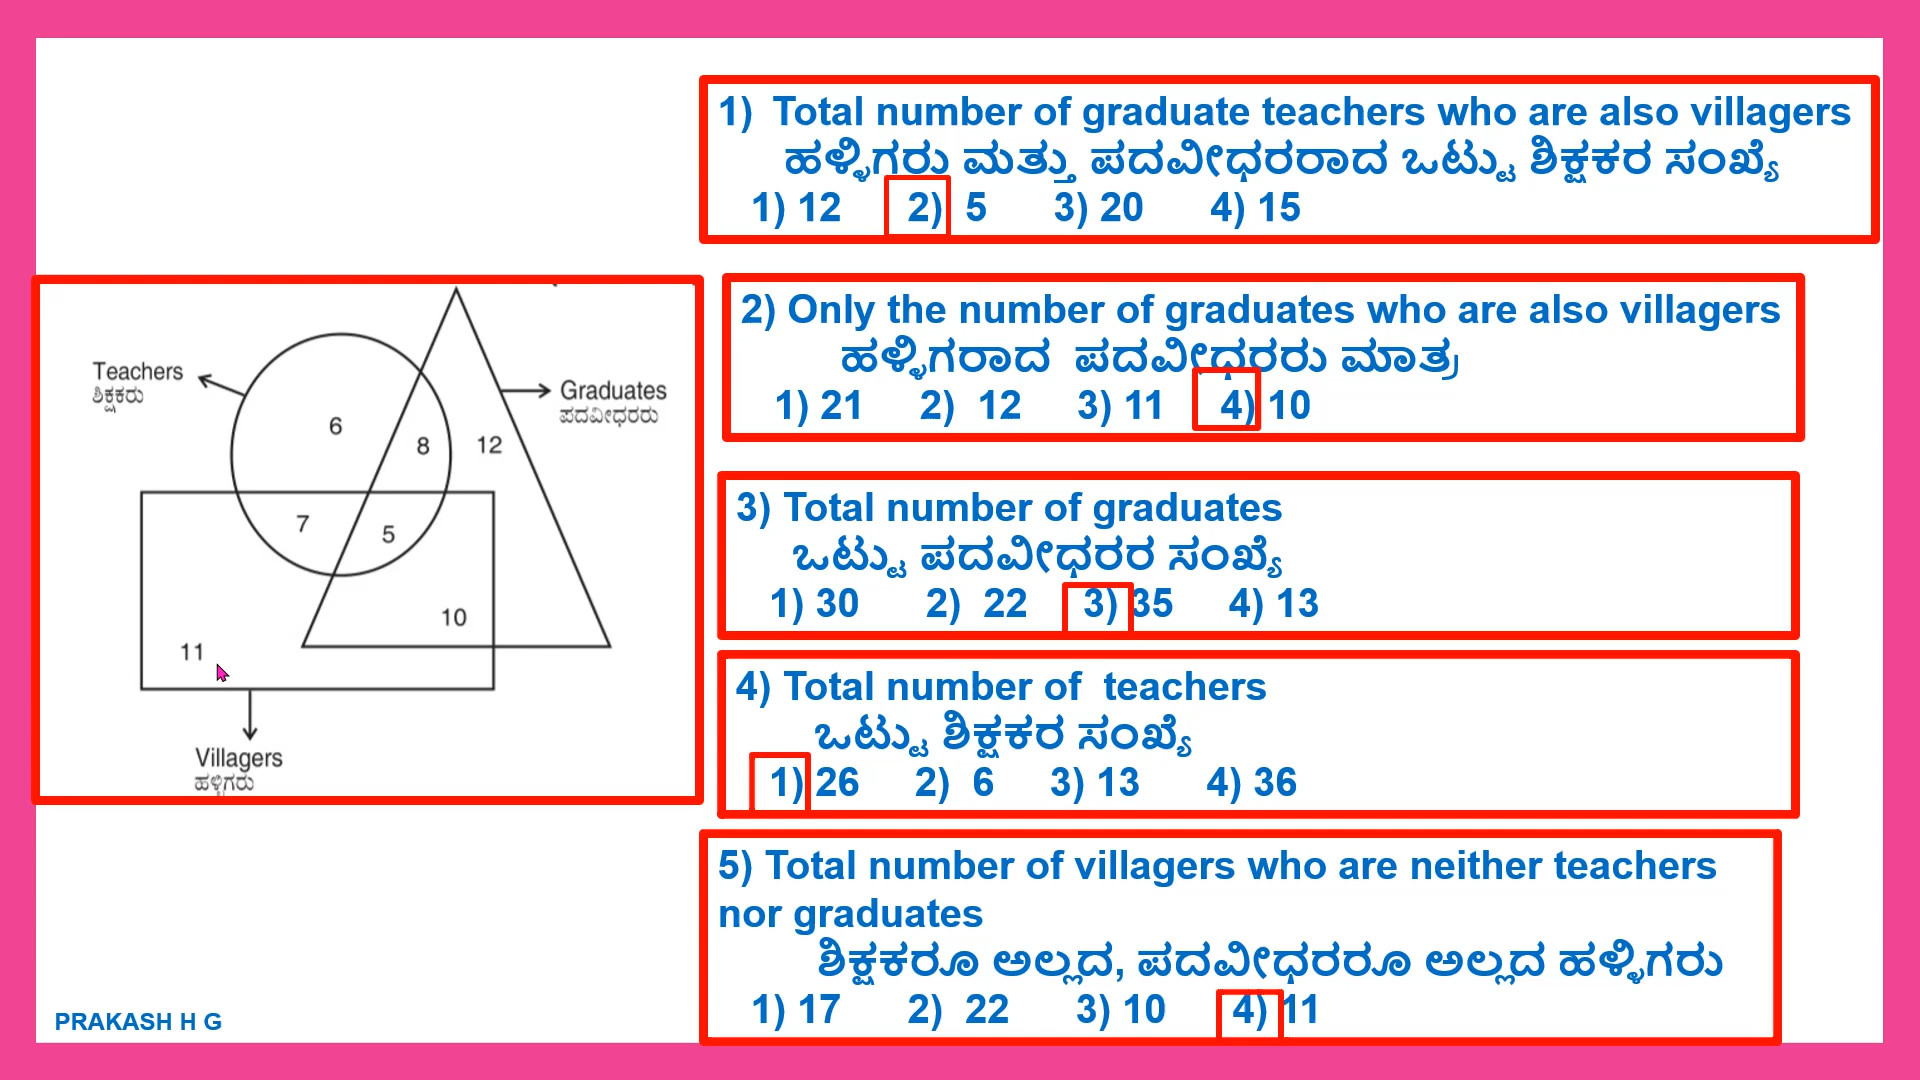 1) Total number of graduate teachers who are also villagers
ಹಳ್ಳಿಗರು ಮತ್ತು ಪದವೀಧರರಾದ ಒಟ್ಟು ಶಿಕ್ಷಕರ ಸಂಖ್ಯೆ
1) 12 2) 5 3) 20 4) 15
2) Only the number of graduates who are also villagers
ಹಳ್ಳಿಗರಾದ ಪದವೀಧರರು ಮಾತ್ರ
1) 21 2) 12 3) 11 4) 10
3) Total number of graduates
ಒಟ್ಟು ಪದವೀಧರರ ಸಂಖ್ಯೆ
1) 30 2) 22 3) 35 4) 13
4) Total number of teachers
ಒಟ್ಟು ಶಿಕ್ಷಕರ ಸಂಖ್ಯೆ
1) 26 2) 6 3) 13 4) 36
5) Total number of villagers who are neither teachers
nor graduates
ಶಿಕ್ಷಕರೂ ಅಲ್ಲದ, ಪದವೀಧರರೂ ಅಲ್ಲದ ಹಳ್ಳಿಗರು
1) 17 2) 22 3) 10 4) 11
Teachers
ಶಿಕ್ಷಕರು
Graduates
ಪದವೀಧರರು
6
8
12
7
5
10
11
Villagers
ಹಳ್ಳಿಗರು
PRAKASH H G